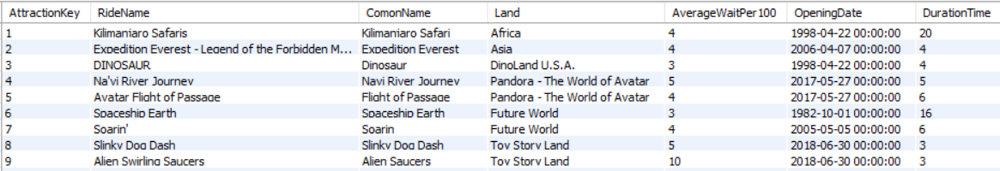 AttractionKey RideName ComonName Land AverageWaitPer100 OpeningDate DurationTime
1 Kilimanjaro Safaris Kilimanjaro Safari Africa 4 1998-04-22 00:00:00 20
2 Expedition Everest - Legend of the Forbidden M... Expedition Everest Asia 4 2006-04-07 00:00:00 4
3 DINOSAUR Dinosaur DinoLand U.S.A. 3 1998-04-22 00:00:00 4
4 Na'vi River Journey Navi River Journey Pandora - The World of Avatar 5 2017-05-27 00:00:00 5
5 Avatar Flight of Passage Flight of Passage Pandora - The World of Avatar 4 2017-05-27 00:00:00 6
6 Spaceship Earth Spaceship Earth Future World 3 1982-10-01 00:00:00 16
7 Soarin' Soarin Future World 4 2005-05-05 00:00:00 6
8 Slinky Dog Dash Slinky Dog Dash Toy Story Land 5 2018-06-30 00:00:00 3
9 Alien Swirling Saucers Alien Saucers Toy Story Land 10 2018-06-30 00:00:00 3